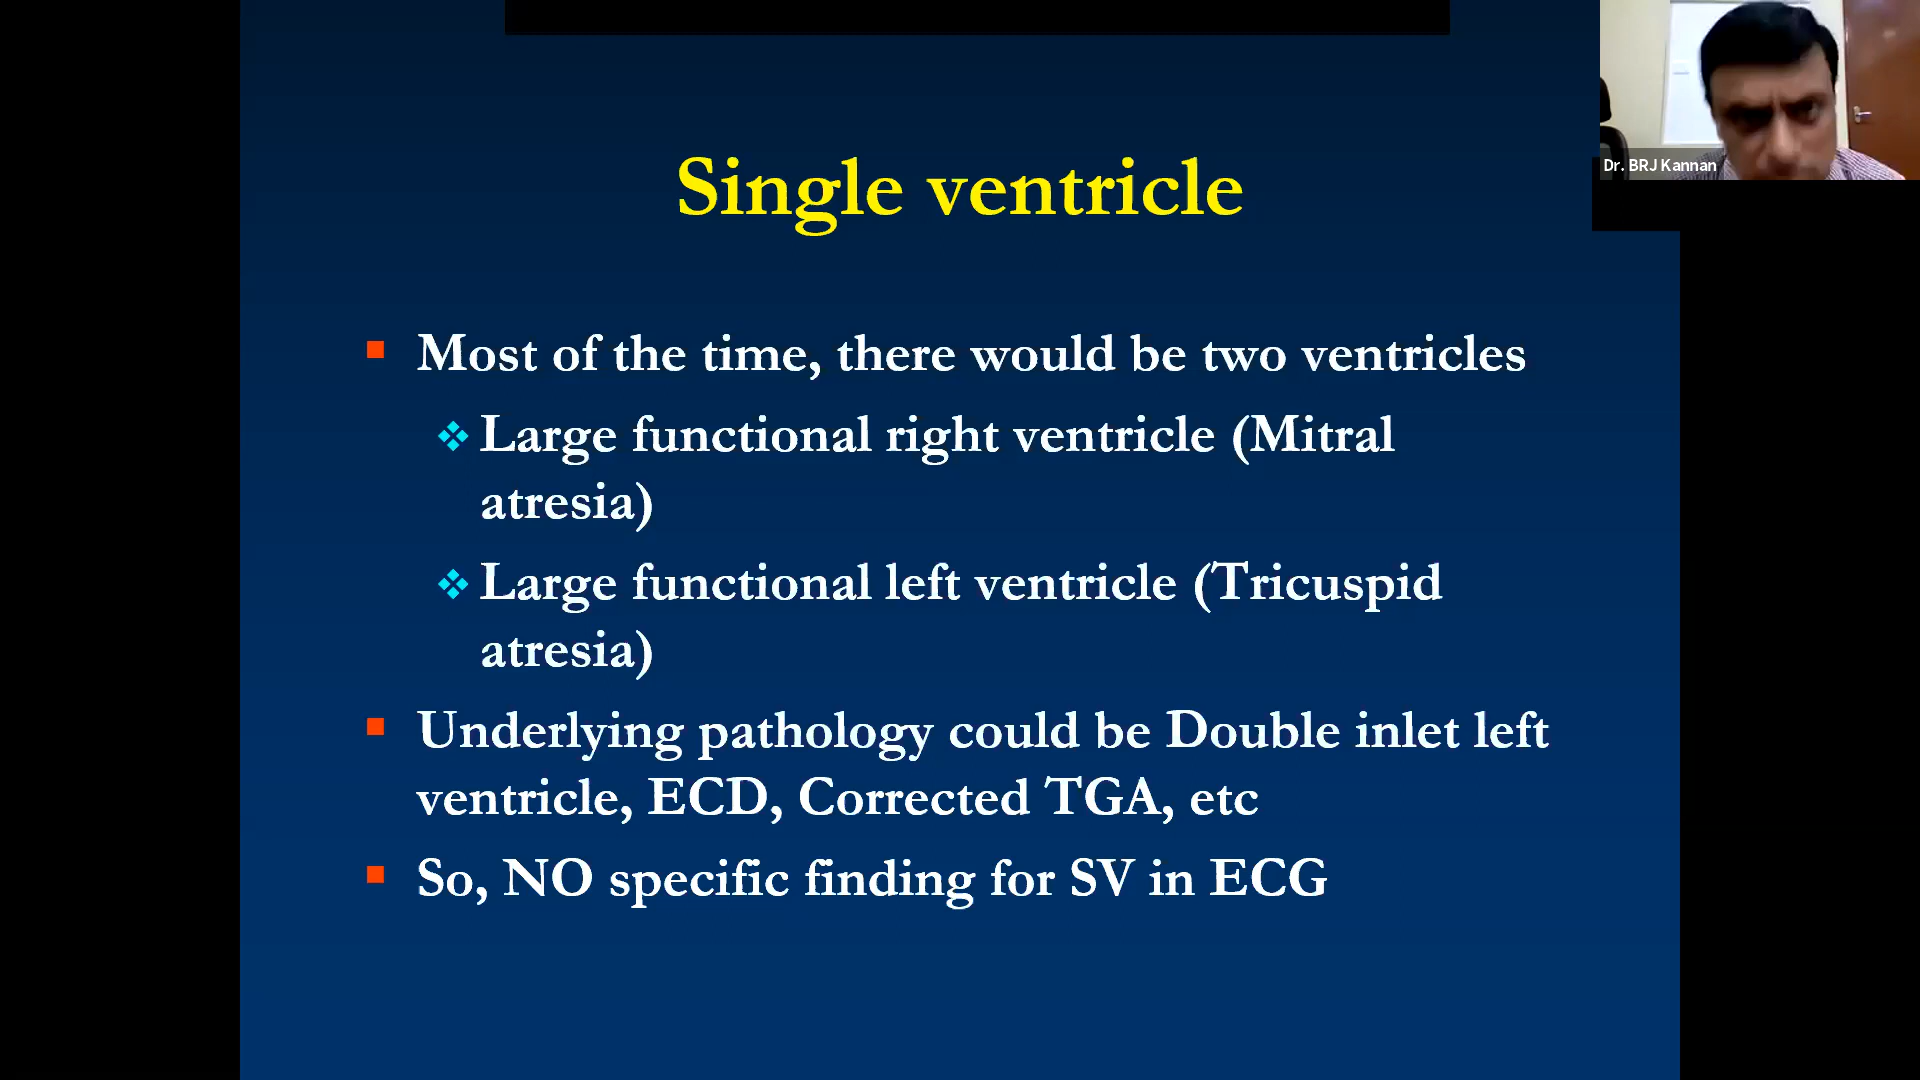 Single ventricle
Dr. BRJ Kannan
Most of the time, there would be two ventricles
Large functional right ventricle (Mitral
atresia)
Large functional left ventricle (Tricuspid
atresia)
Underlying pathology could be Double inlet left
ventricle, ECD, Corrected TGA, etc
So, NO specific finding for SV in ECG